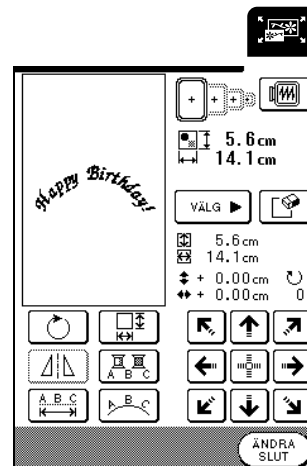 5.6cm
14.1cm
Happy Birthday!
VÄLG
5.6cm
14.1cm
+ 0.00cm
+ 0.00cm 0
A B C
A B C
A B C
ÄNDRA
SLUT